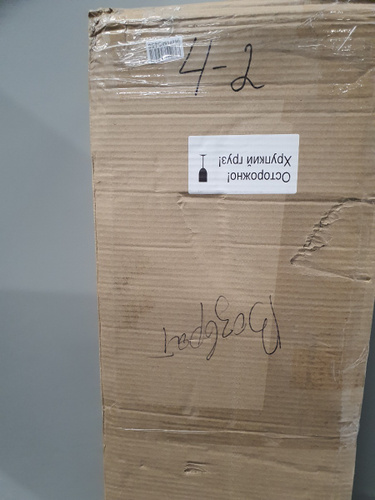 4-2
Осторожно!
Хрупкий груз!
Возврат